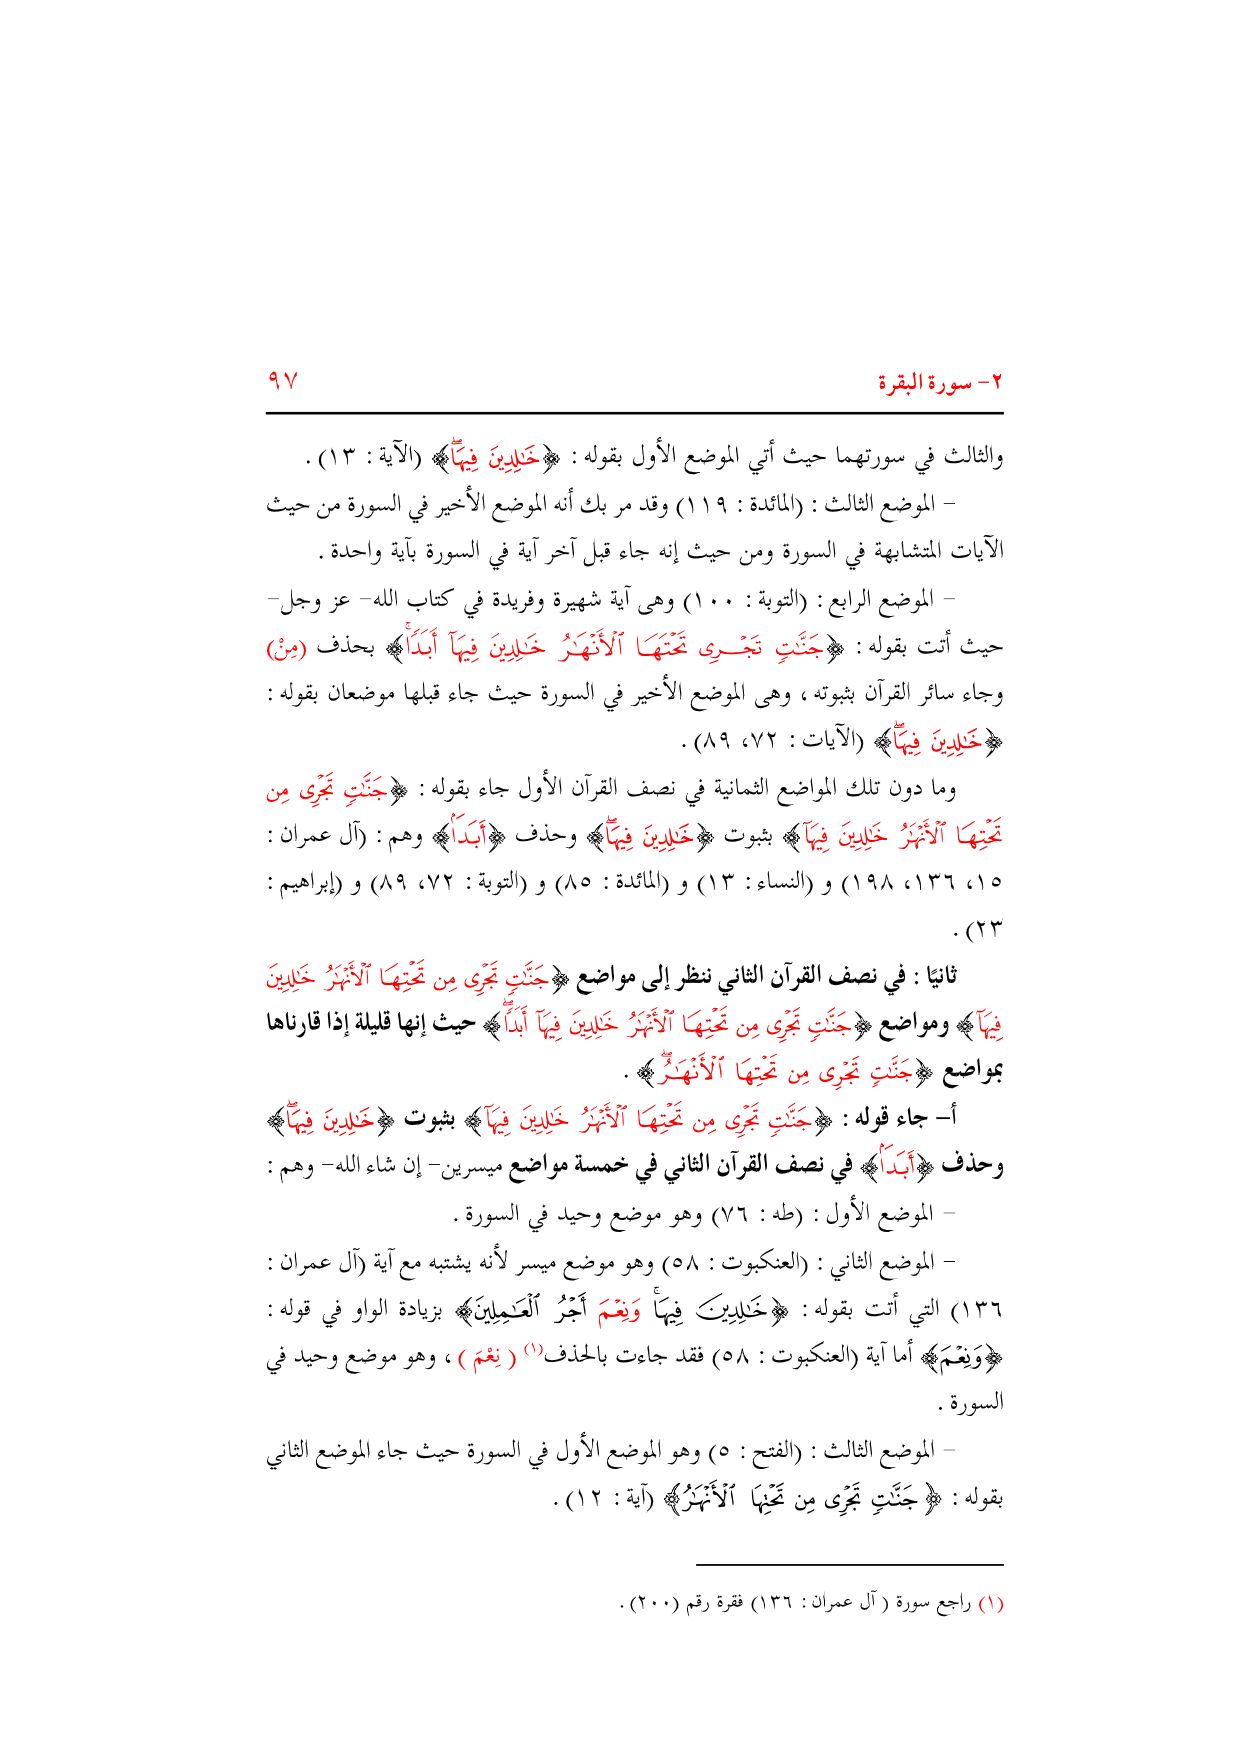 ٢- سورة البقرة ٩٧
والثالث في سورتهما حيث أتي الموضع الأول بقوله : ﴿خَٰلِدِينَ فِيهَاۖ﴾ (الآية : ١٣) .
- الموضع الثالث : (المائدة : ١١٩) وقد مر بك أنه الموضع الأخير في السورة من حيث
الآيات المتشابهة في السورة ومن حيث إنه جاء قبل آخر آية في السورة بآية واحدة .
- الموضع الرابع : (التوبة : ١٠٠) وهى آية شهيرة وفريدة في كتاب الله- عز وجل-
حيث أتت بقوله : ﴿جَنَّٰتٖ تَجۡرِي تَحۡتَهَا ٱلۡأَنۡهَٰرُ خَٰلِدِينَ فِيهَآ أَبَدٗاۚ﴾ بحذف (مِنْ)
وجاء سائر القرآن بثبوته ، وهى الموضع الأخير في السورة حيث جاء قبلها موضعان بقوله :
﴿خَٰلِدِينَ فِيهَاۖ﴾ (الآيات : ٧٢، ٨٩) .
وما دون تلك المواضع الثمانية في نصف القرآن الأول جاء بقوله : ﴿جَنَّٰتٖ تَجۡرِي مِن
تَحۡتِهَا ٱلۡأَنۡهَٰرُ خَٰلِدِينَ فِيهَآ﴾ بثبوت ﴿خَٰلِدِينَ فِيهَاۖ﴾ وحذف ﴿أَبَدٗا﴾ وهم : (آل عمران :
١٥، ١٣٦، ١٩٨) و (النساء : ١٣) و (المائدة : ٨٥) و (التوبة : ٧٢، ٨٩) و (إبراهيم :
٢٣) .
ثانيًا : في نصف القرآن الثاني ننظر إلى مواضع ﴿جَنَّٰتٖ تَجۡرِي مِن تَحۡتِهَا ٱلۡأَنۡهَٰرُ خَٰلِدِينَ
فِيهَآ﴾ ومواضع ﴿جَنَّٰتٖ تَجۡرِي مِن تَحۡتِهَا ٱلۡأَنۡهَٰرُ خَٰلِدِينَ فِيهَآ أَبَدٗاۖ﴾ حيث إنها قليلة إذا قارناها
بمواضع ﴿جَنَّٰتٖ تَجۡرِي مِن تَحۡتِهَا ٱلۡأَنۡهَٰرُۖ﴾ .
أ- جاء قوله : ﴿جَنَّٰتٖ تَجۡرِي مِن تَحۡتِهَا ٱلۡأَنۡهَٰرُ خَٰلِدِينَ فِيهَآ﴾ بثبوت ﴿خَٰلِدِينَ فِيهَاۖ﴾
وحذف ﴿أَبَدٗا﴾ في نصف القرآن الثاني في خمسة مواضع ميسرين- إن شاء الله- وهم :
- الموضع الأول : (طه : ٧٦) وهو موضع وحيد في السورة .
- الموضع الثاني : (العنكبوت : ٥٨) وهو موضع ميسر لأنه يشتبه مع آية (آل عمران :
١٣٦) التي أتت بقوله : ﴿خَٰلِدِينَ فِيهَاۚ وَنِعۡمَ أَجۡرُ ٱلۡعَٰمِلِينَ﴾ بزيادة الواو في قوله :
﴿وَنِعۡمَ﴾ أما آية (العنكبوت : ٥٨) فقد جاءت بالحذف(١) ( نِعْمَ ) ، وهو موضع وحيد في
السورة .
- الموضع الثالث : (الفتح : ٥) وهو الموضع الأول في السورة حيث جاء الموضع الثاني
بقوله : ﴿جَنَّٰتٖ تَجۡرِي مِن تَحۡتِهَا ٱلۡأَنۡهَٰرُ﴾ (آية : ١٢) .
(١) راجع سورة ( آل عمران : ١٣٦) فقرة رقم (٢٠٠) .